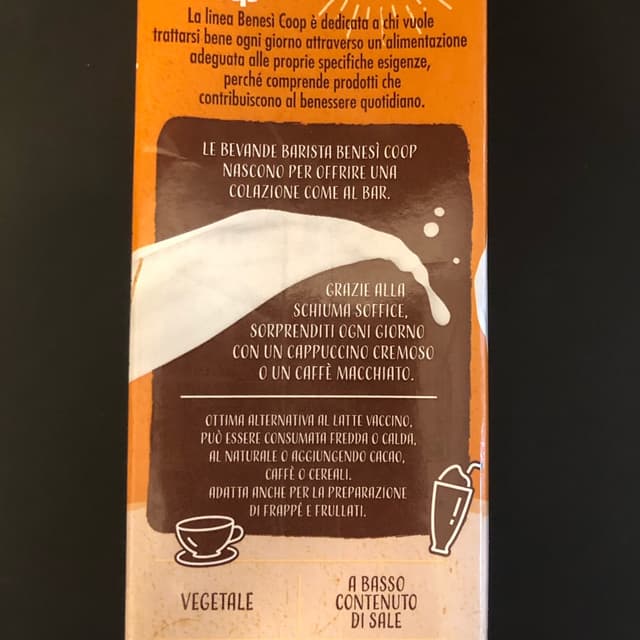 La linea Benesì Coop è dedicata a chi vuole
trattarsi bene ogni giorno attraverso un'alimentazione
adeguata alle proprie specifiche esigenze,
perché comprende prodotti che
contribuiscono al benessere quotidiano.
LE BEVANDE BARISTA BENESÌ COOP
NASCONO PER OFFRIRE UNA
COLAZIONE COME AL BAR.
GRAZIE ALLA
SCHIUMA SOFFICE,
SORPRENDITI OGNI GIORNO
CON UN CAPPUCCINO CREMOSO
O UN CAFFÈ MACCHIATO.
OTTIMA ALTERNATIVA AL LATTE VACCINO,
PUÒ ESSERE CONSUMATA FREDDA O CALDA,
AL NATURALE O AGGIUNGENDO CACAO,
CAFFÈ O CEREALI.
ADATTA ANCHE PER LA PREPARAZIONE
DI FRAPPÉ E FRULLATI.
VEGETALE
A BASSO
CONTENUTO
DI SALE